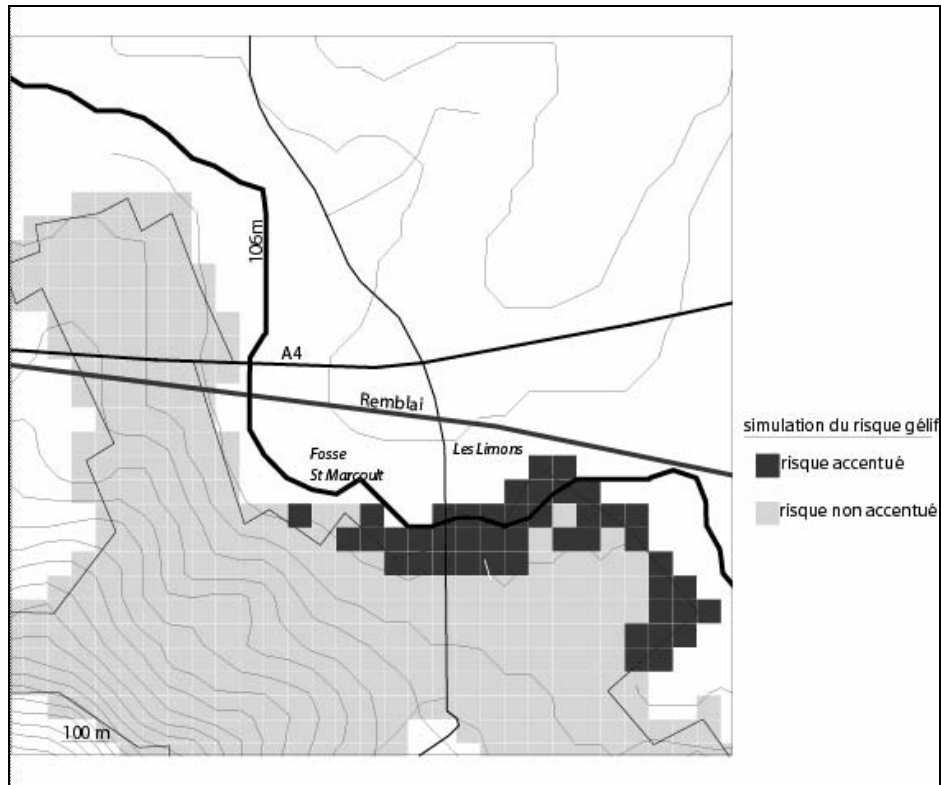 106m
A4
Remblai
Fosse
St Marcoult
Les Limons
100 m
simulation du risque gélif
risque accentué
risque non accentué